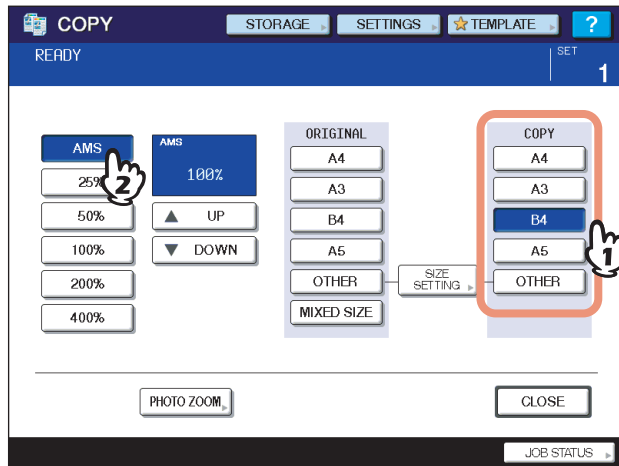 COPY
STORAGE
SETTINGS
TEMPLATE
?
READY
SET
1
AMS
25%
50%
100%
200%
400%
AMS
100%
UP
DOWN
ORIGINAL
A4
A3
B4
A5
OTHER
MIXED SIZE
SIZE
SETTING
COPY
A4
A3
B4
A5
OTHER
2
1
PHOTO ZOOM
CLOSE
JOB STATUS